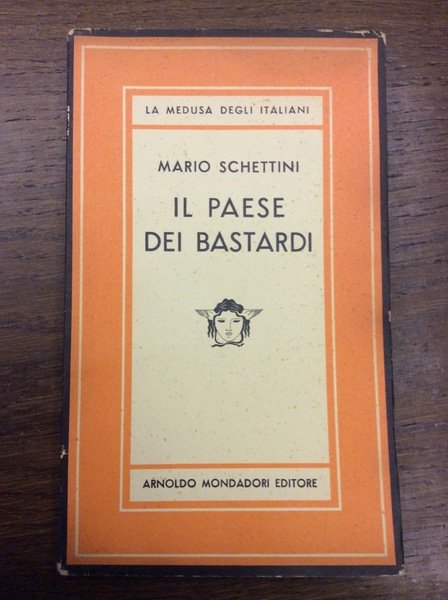 LA MEDUSA DEGLI ITALIANI
MARIO SCHETTINI
IL PAESE
DEI BASTARDI
ARNOLDO MONDADORI EDITORE